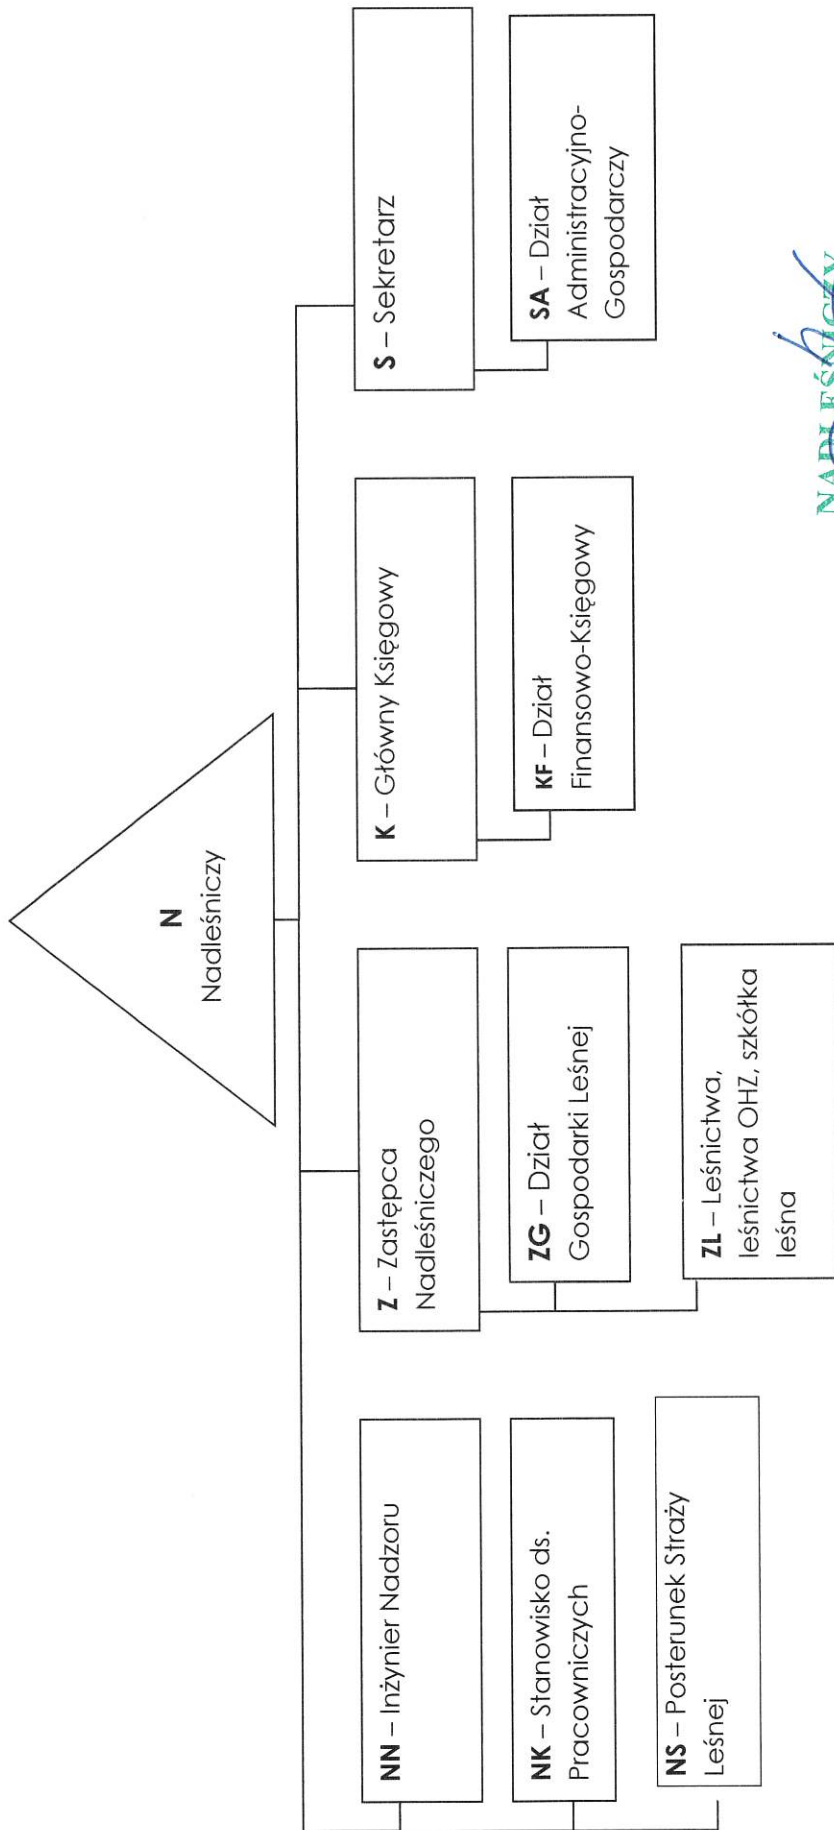 N
Nadleśniczy
NN – Inżynier Nadzoru
NK – Stanowisko ds.
Pracowniczych
NS – Posterunek Straży
Leśnej
Z – Zastępca
Nadleśniczego
ZG – Dział
Gospodarki Leśnej
ZL – Leśnictwa,
leśnictwa OHZ, szkółka
leśna
K – Główny Księgowy
KF – Dział
Finansowo-Księgowy
S – Sekretarz
SA – Dział
Administracyjno-
Gospodarczy
NADLEŚNICZY